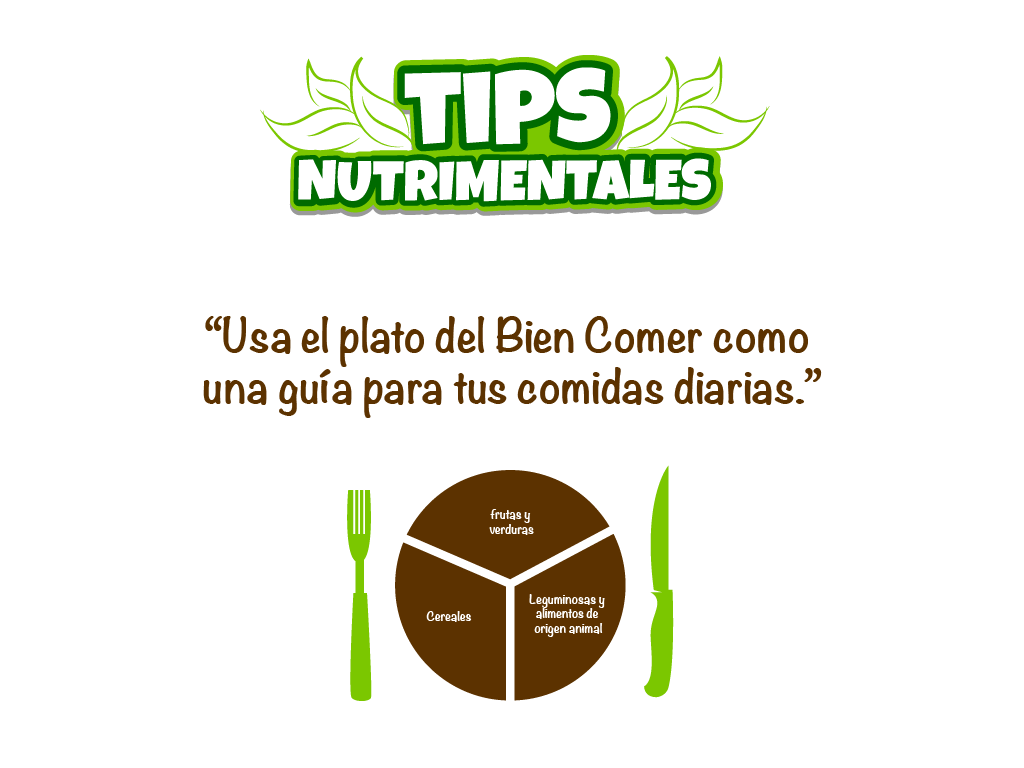 TIPS
NUTRIMENTALES
“Usa el plato del Bien Comer como
una guía para tus comidas diarias.”
frutas y
verduras
Cereales
Leguminosas y
alimentos de
origen animal